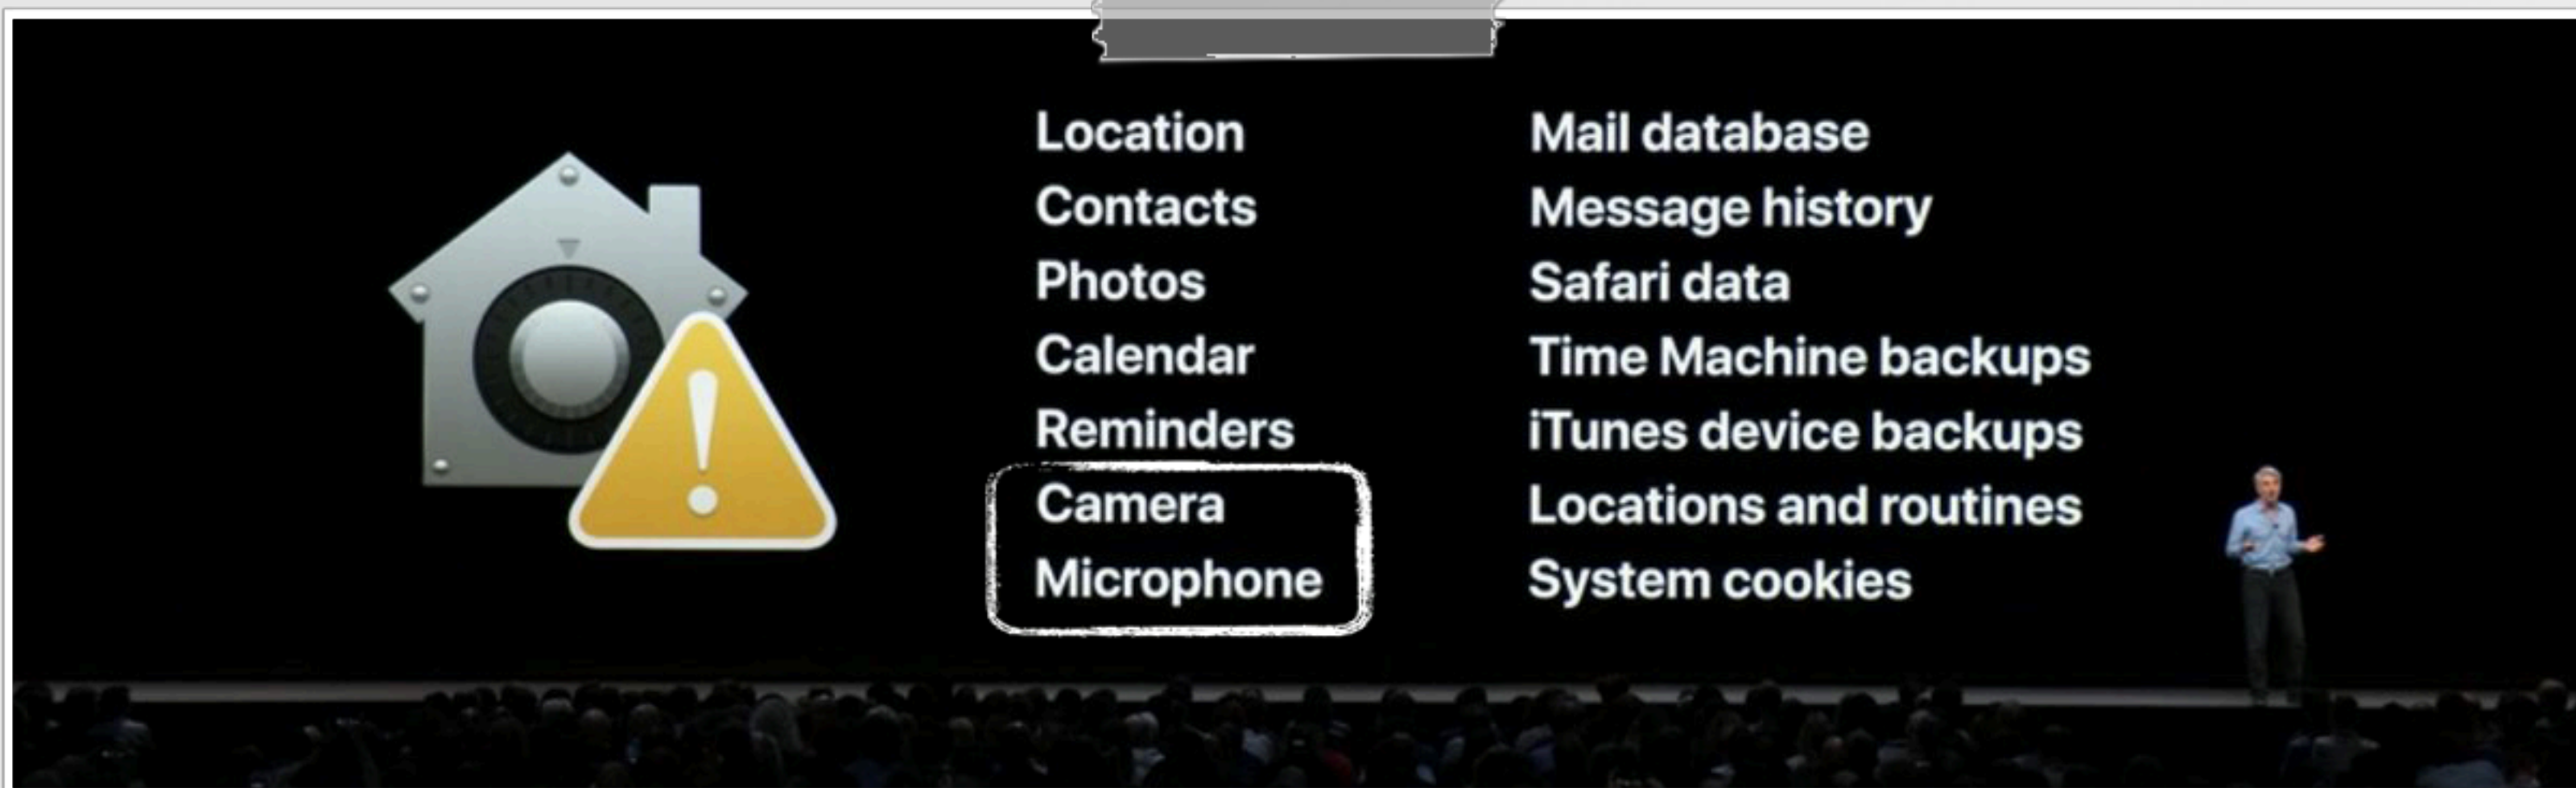 Location
Contacts
Photos
Calendar
Reminders
Camera
Microphone
Mail database
Message history
Safari data
Time Machine backups
iTunes device backups
Locations and routines
System cookies